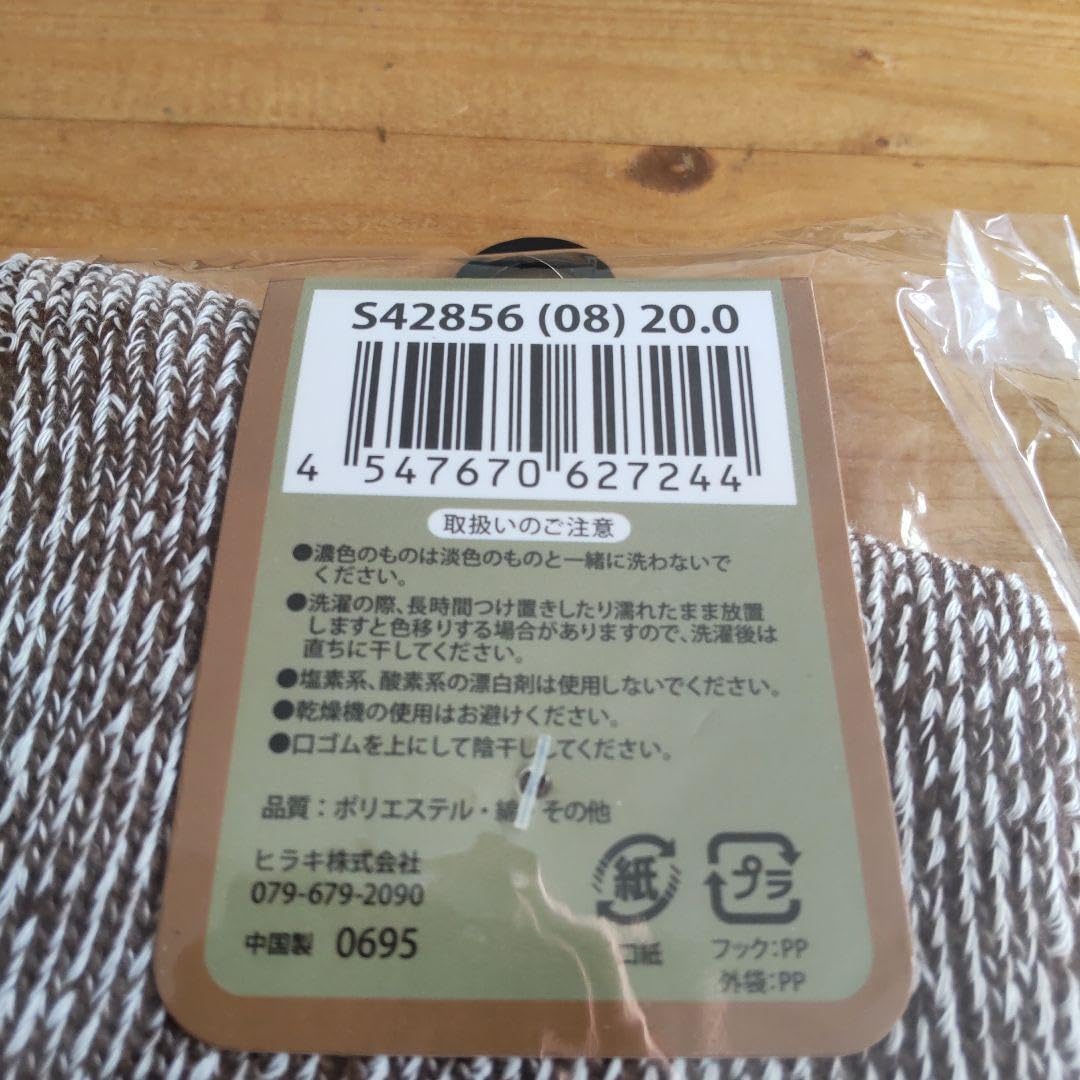 S42856 (08) 20.0
4 547670 627244
取扱いのご注意
●濃色のものは淡色のものと一緒に洗わないで
ください。
●洗濯の際、長時間つけ置きしたり濡れたまま放置
しますと色移りする場合がありますので、洗濯後は
直ちに干してください。
●塩素系、酸素系の漂白剤は使用しないでください。
●乾燥機の使用はお避けください。
●口ゴムを上にして陰干ししてください。
品質：ポリエステル・綿・その他
ヒラキ株式会社
079-679-2090
中国製 0695
紙
プラ
口紙
フック:PP
外袋:PP